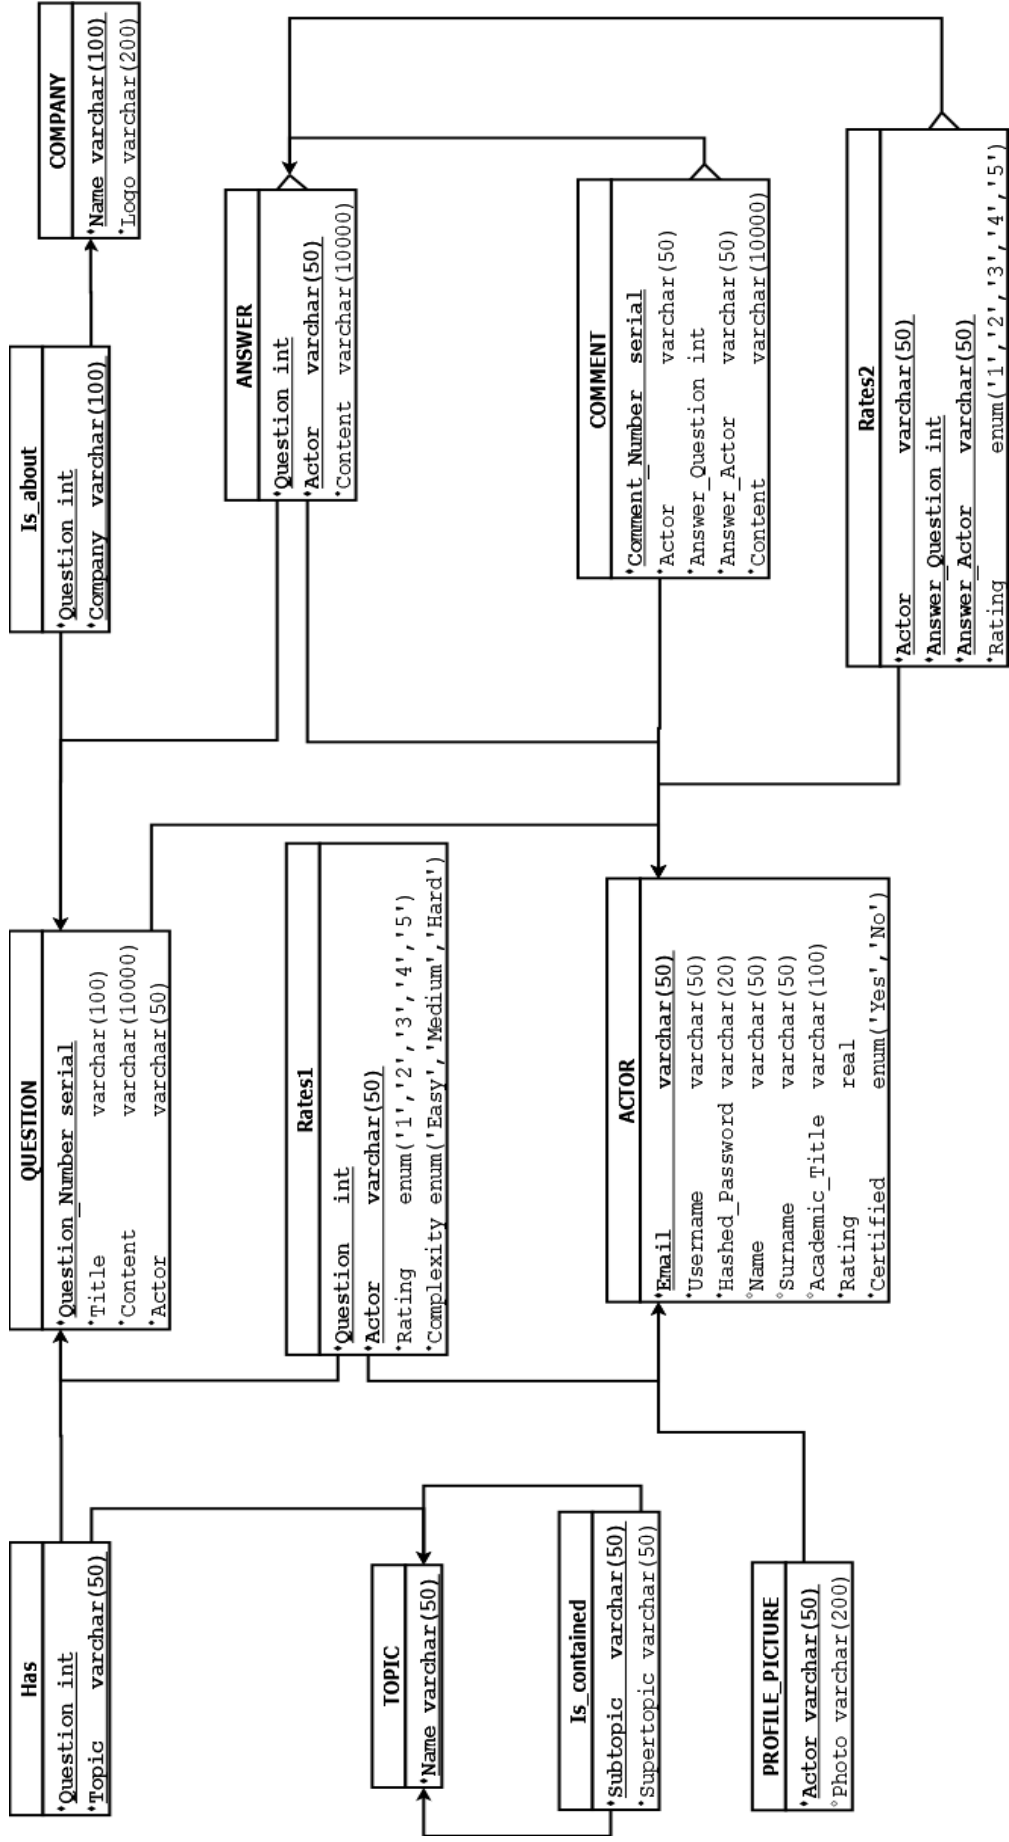 Has
Question int
Topic varchar(50)
QUESTION
Question_Number serial
Title varchar(100)
Content varchar(10000)
Actor varchar(50)
Is_about
Question int
Company varchar(100)
COMPANY
Name varchar(100)
Logo varchar(200)
TOPIC
Name varchar(50)
Rates1
Question int
Actor varchar(50)
Rating enum('1','2','3','4','5')
Complexity enum('Easy','Medium','Hard')
ANSWER
Question int
Actor varchar(50)
Content varchar(10000)
Is_contained
Subtopic varchar(50)
Supertopic varchar(50)
ACTOR
Email varchar(50)
Username varchar(50)
Hashed_Password varchar(20)
Name varchar(50)
Surname varchar(50)
Academic_Title varchar(100)
Rating real
Certified enum('Yes','No')
COMMENT
Comment_Number serial
Actor varchar(50)
Answer_Question int
Answer_Actor varchar(50)
Content varchar(10000)
PROFILE_PICTURE
Actor varchar(50)
Photo varchar(200)
Rates2
Actor varchar(50)
Answer_Question int
Answer_Actor varchar(50)
Rating enum('1','2','3','4','5')